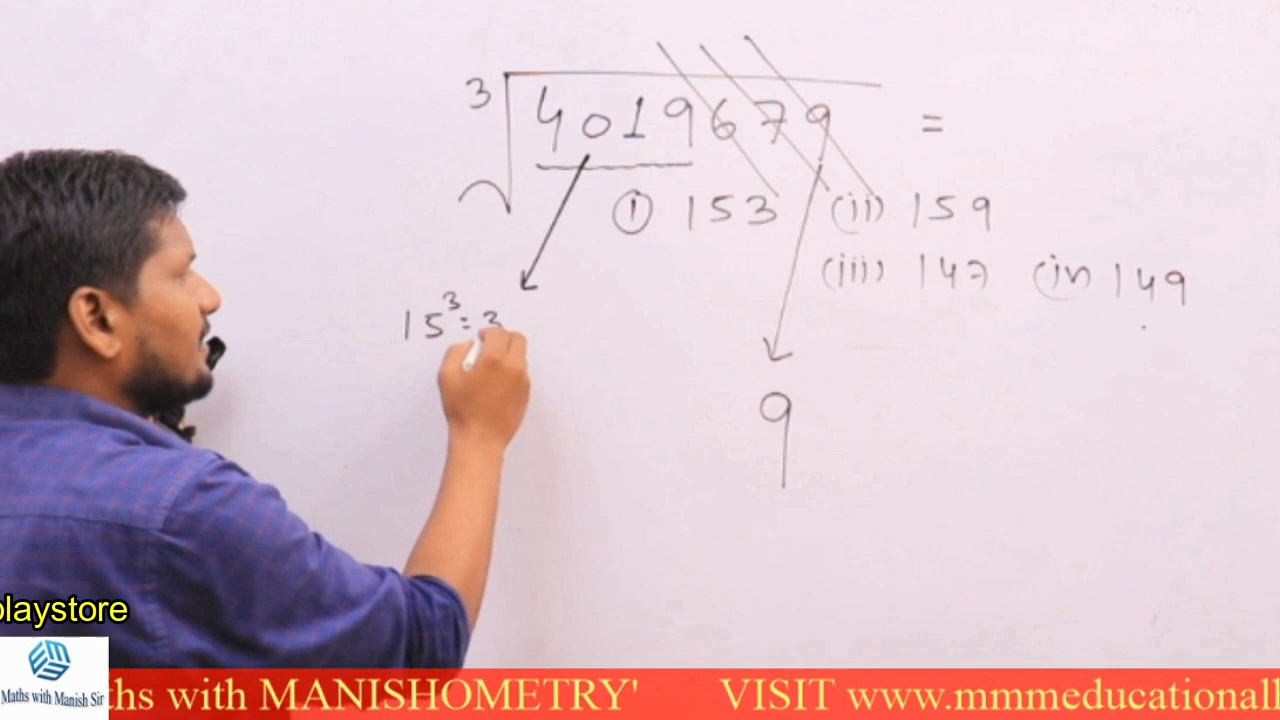 3
4019679 =
(i) 153 (ii) 159
(iii) 147 (iv) 149
15³ = 3
9
playstore
Maths with Manish Sir
ths with MANISHOMETRY' VISIT www.mmmeducationall